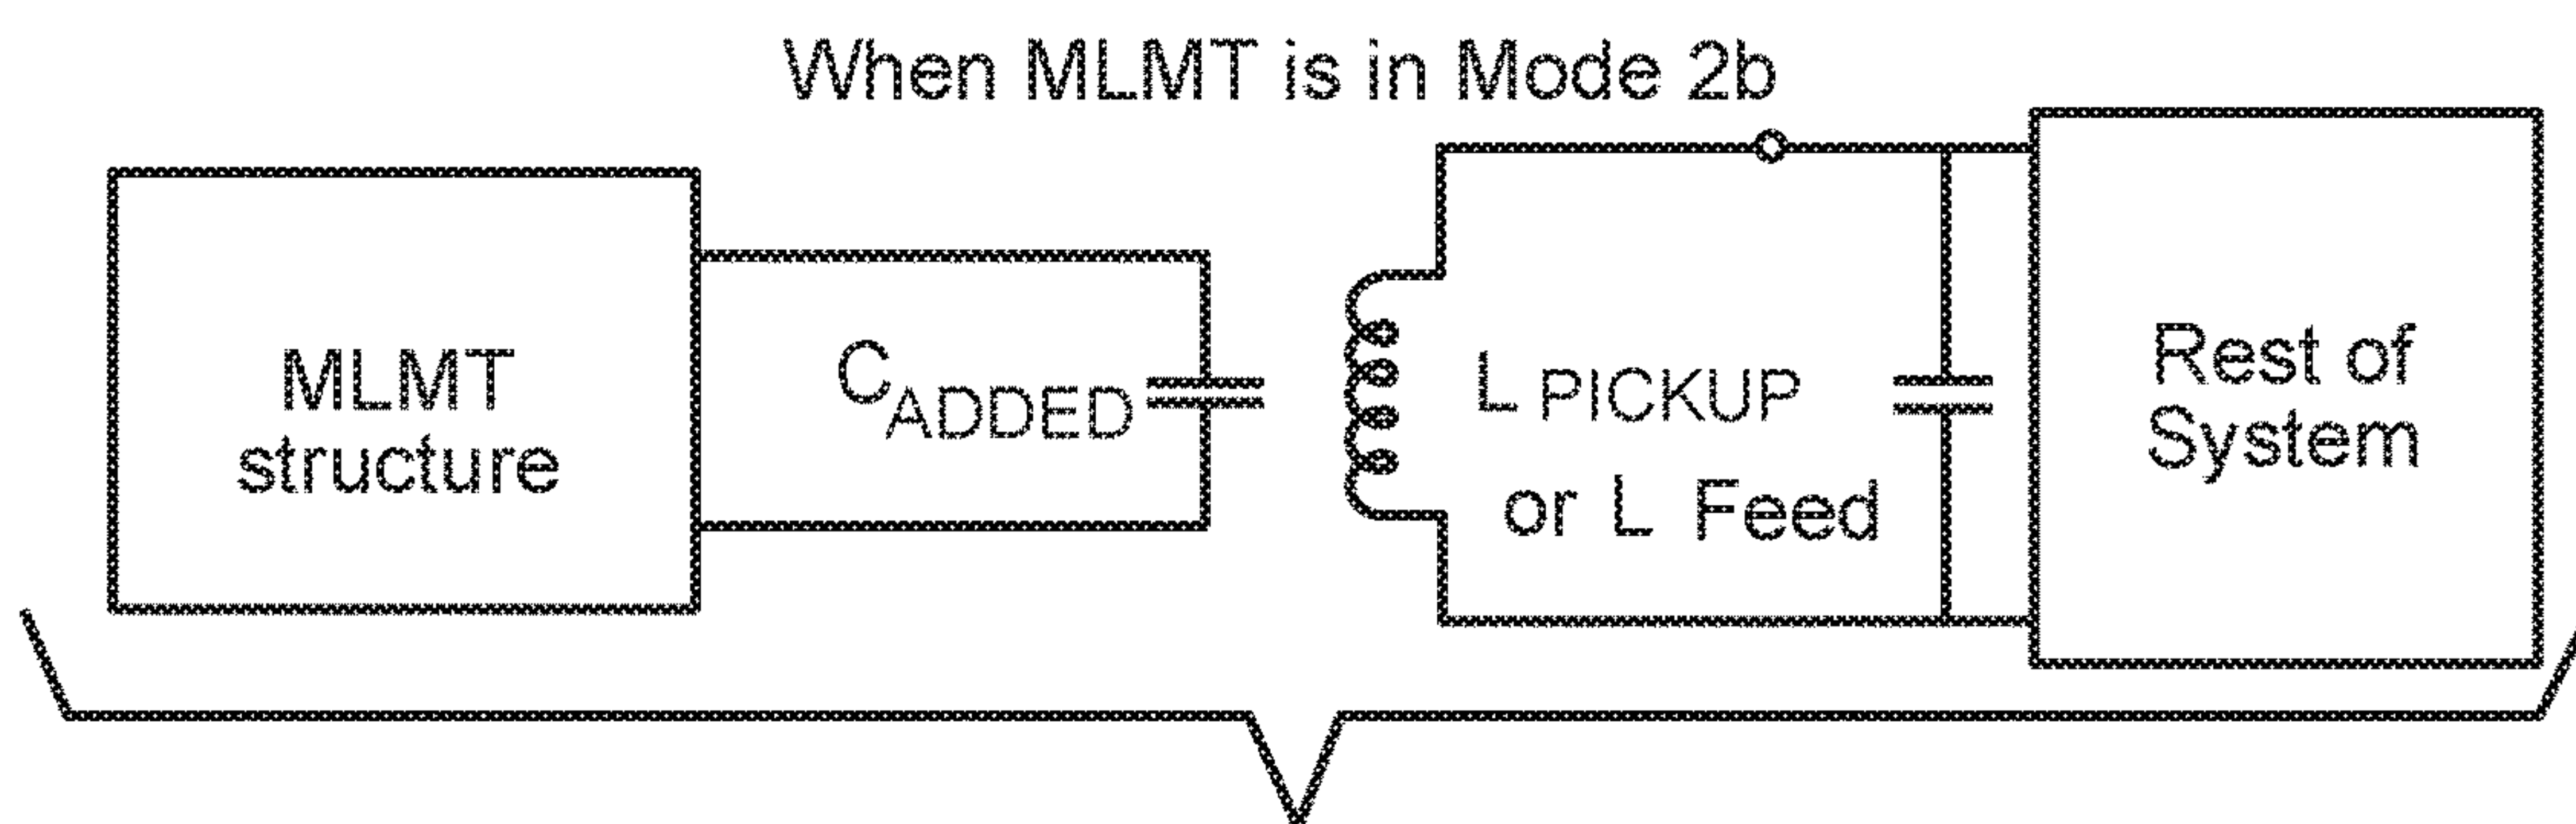 When MLMT is in Mode 2b
MLMT
structure
CADDED
L PICKUP
or L Feed
Rest of
System